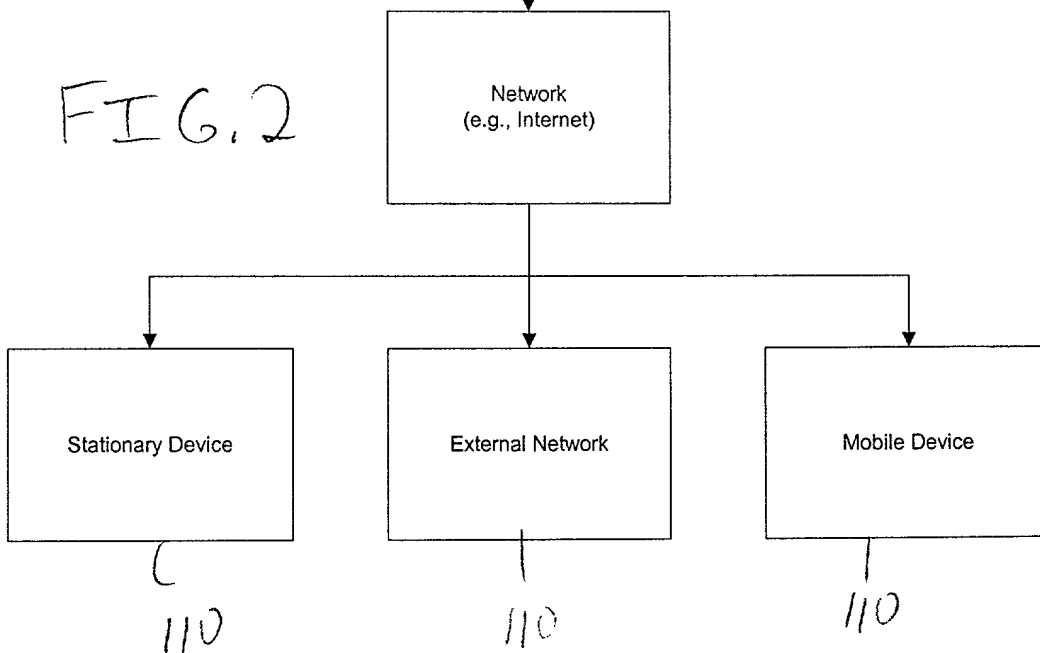 FIG. 2
Network
(e.g., Internet)
Stationary Device
External Network
Mobile Device
110
110
110